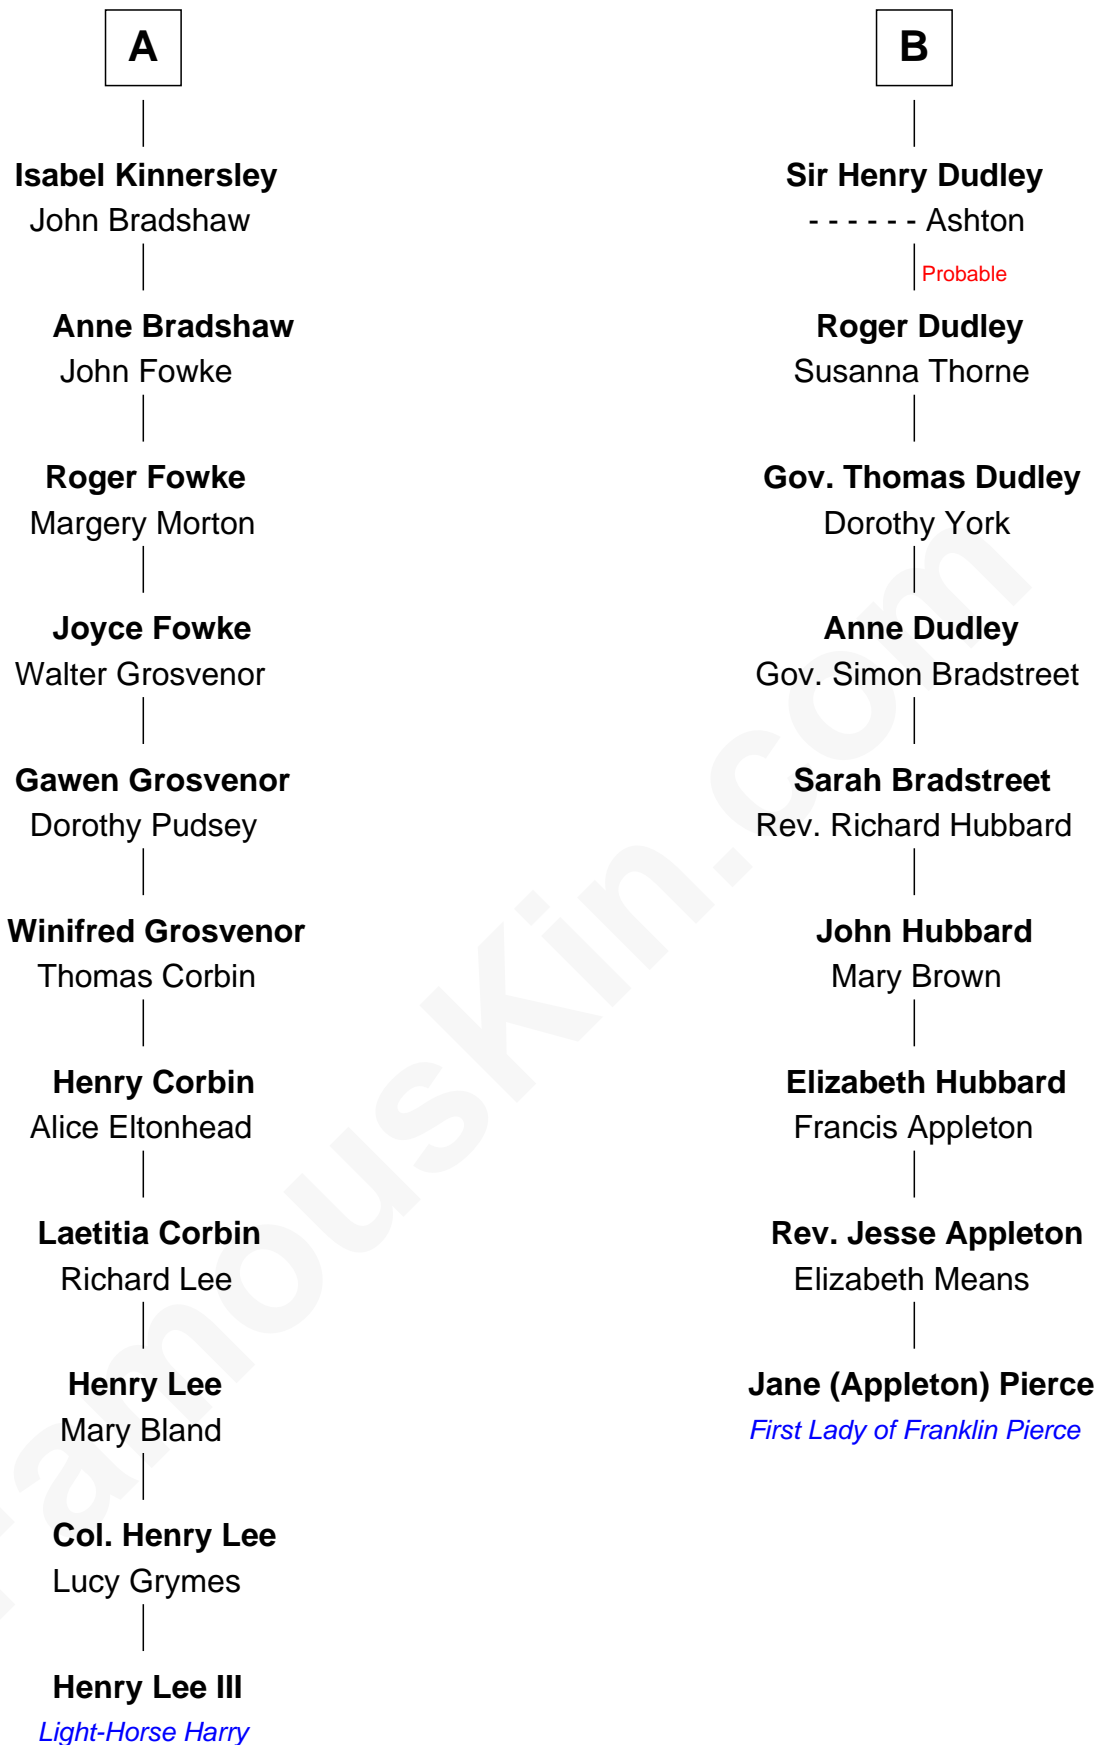 A
Isabel Kinnersley
John Bradshaw
Anne Bradshaw
John Fowke
Roger Fowke
Margery Morton
Joyce Fowke
Walter Grosvenor
Gawen Grosvenor
Dorothy Pudsey
Winifred Grosvenor
Thomas Corbin
Henry Corbin
Alice Eltonhead
Laetitia Corbin
Richard Lee
Henry Lee
Mary Bland
Col. Henry Lee
Lucy Grymes
Henry Lee III
Light-Horse Harry
B
Sir Henry Dudley
- - - - - - Ashton
Probable
Roger Dudley
Susanna Thorne
Gov. Thomas Dudley
Dorothy York
Anne Dudley
Gov. Simon Bradstreet
Sarah Bradstreet
Rev. Richard Hubbard
John Hubbard
Mary Brown
Elizabeth Hubbard
Francis Appleton
Rev. Jesse Appleton
Elizabeth Means
Jane (Appleton) Pierce
First Lady of Franklin Pierce
FamousKin.com